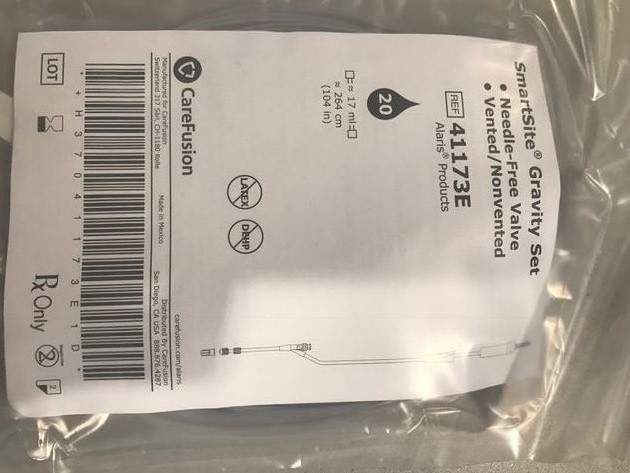 SmartSite® Gravity Set
• Needle-Free Valve
• Vented/Nonvented
REF 41173E
Alaris® Products
20
≈ 17 ml
≈ 264 cm
(104 in)
LATEX
DEHP
CareFusion
carefusion.com/alaris
Manufactured for CareFusion
Switzerland 317 Sàrl, CH-1180 Rolle
Made in Mexico
Distributed By CareFusion
San Diego, CA USA 888.876.4287
* + H 3 7 0 4 1 1 7 3 E 1 D *
LOT
Rx Only
2
2